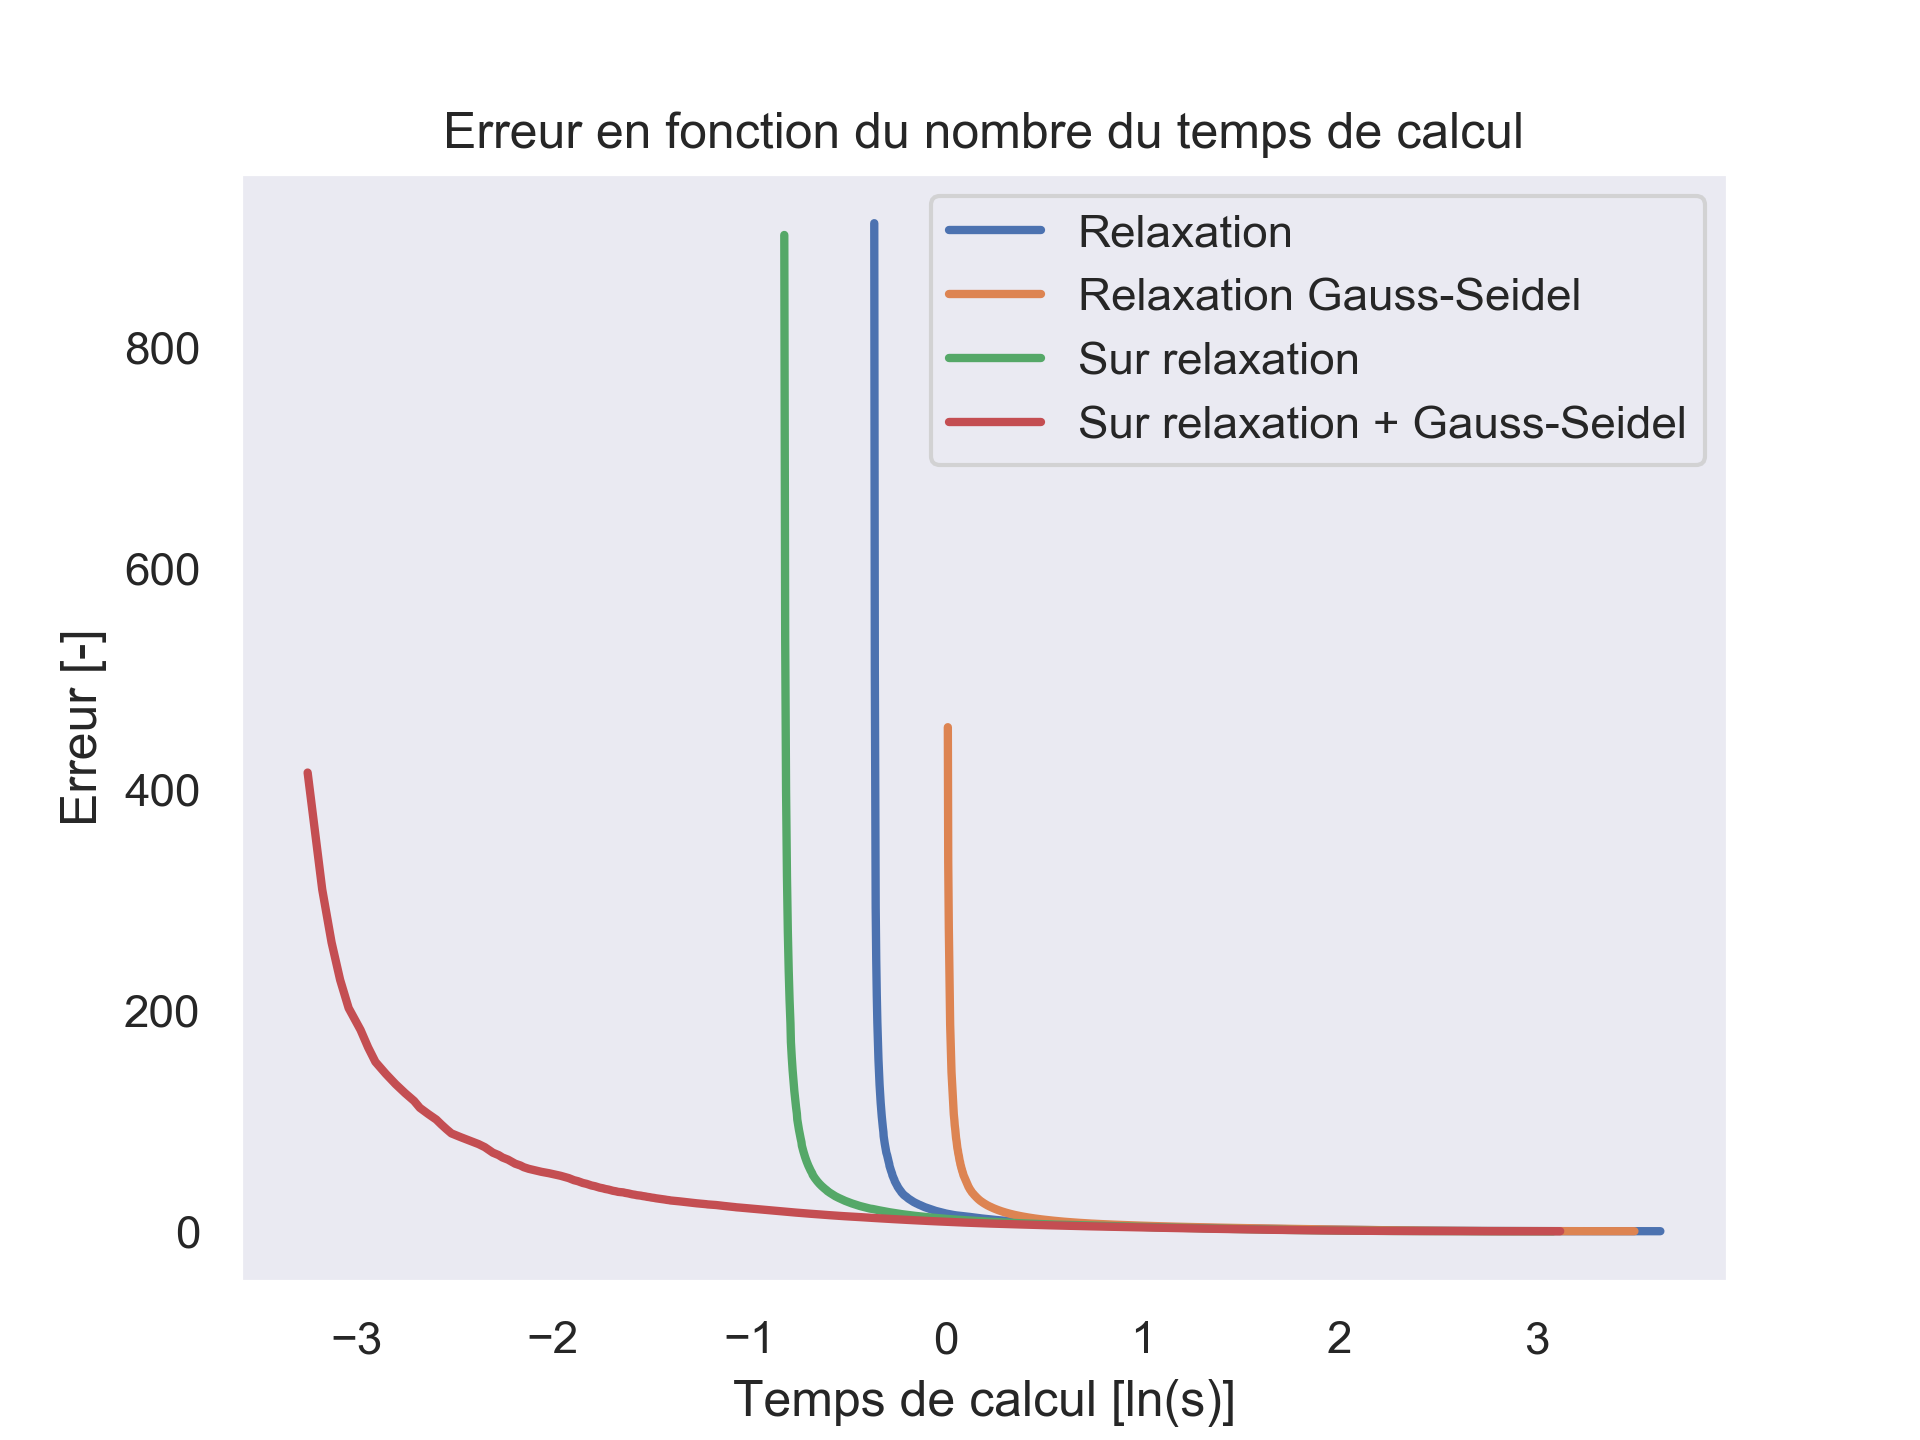 Erreur en fonction du nombre du temps de calcul
Relaxation
Relaxation Gauss-Seidel
Sur relaxation
Sur relaxation + Gauss-Seidel
800
600
400
200
0
Erreur [-]
−3 −2 −1 0 1 2 3
Temps de calcul [ln(s)]